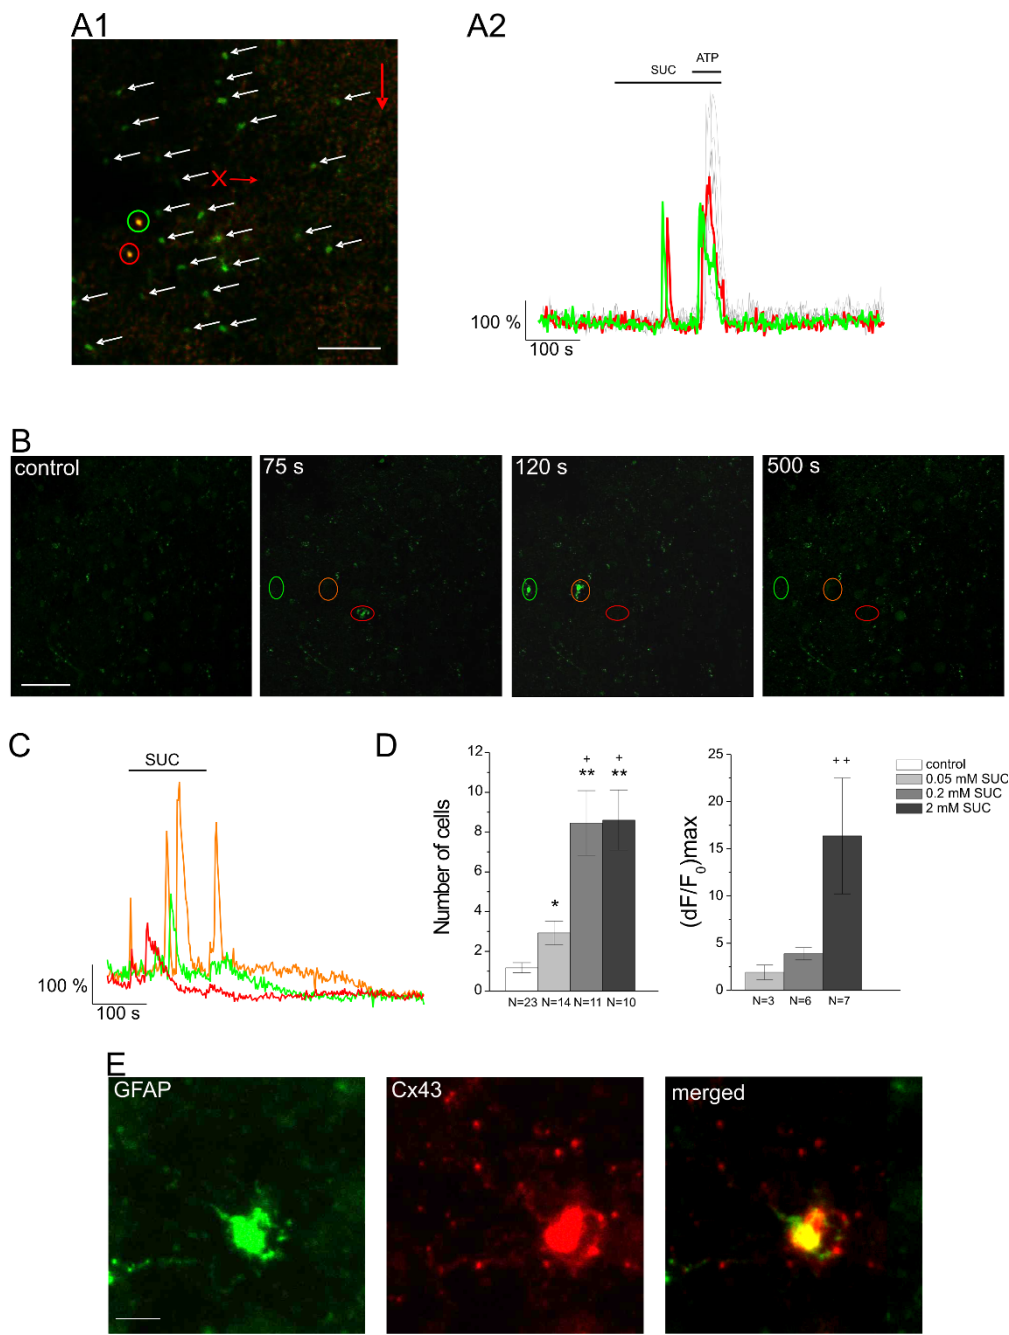 A1
X
A2
ATP
SUC
100 %
100 s
B
control
75 s
120 s
500 s
C
SUC
100 %
100 s
D
Number of cells
12
10
8
6
4
2
0
+
**
+
**
*
N=23 N=14 N=11 N=10
(dF/F0)max
25
20
15
10
5
0
++
N=3 N=6 N=7
control
0.05 mM SUC
0.2 mM SUC
2 mM SUC
E
GFAP
Cx43
merged